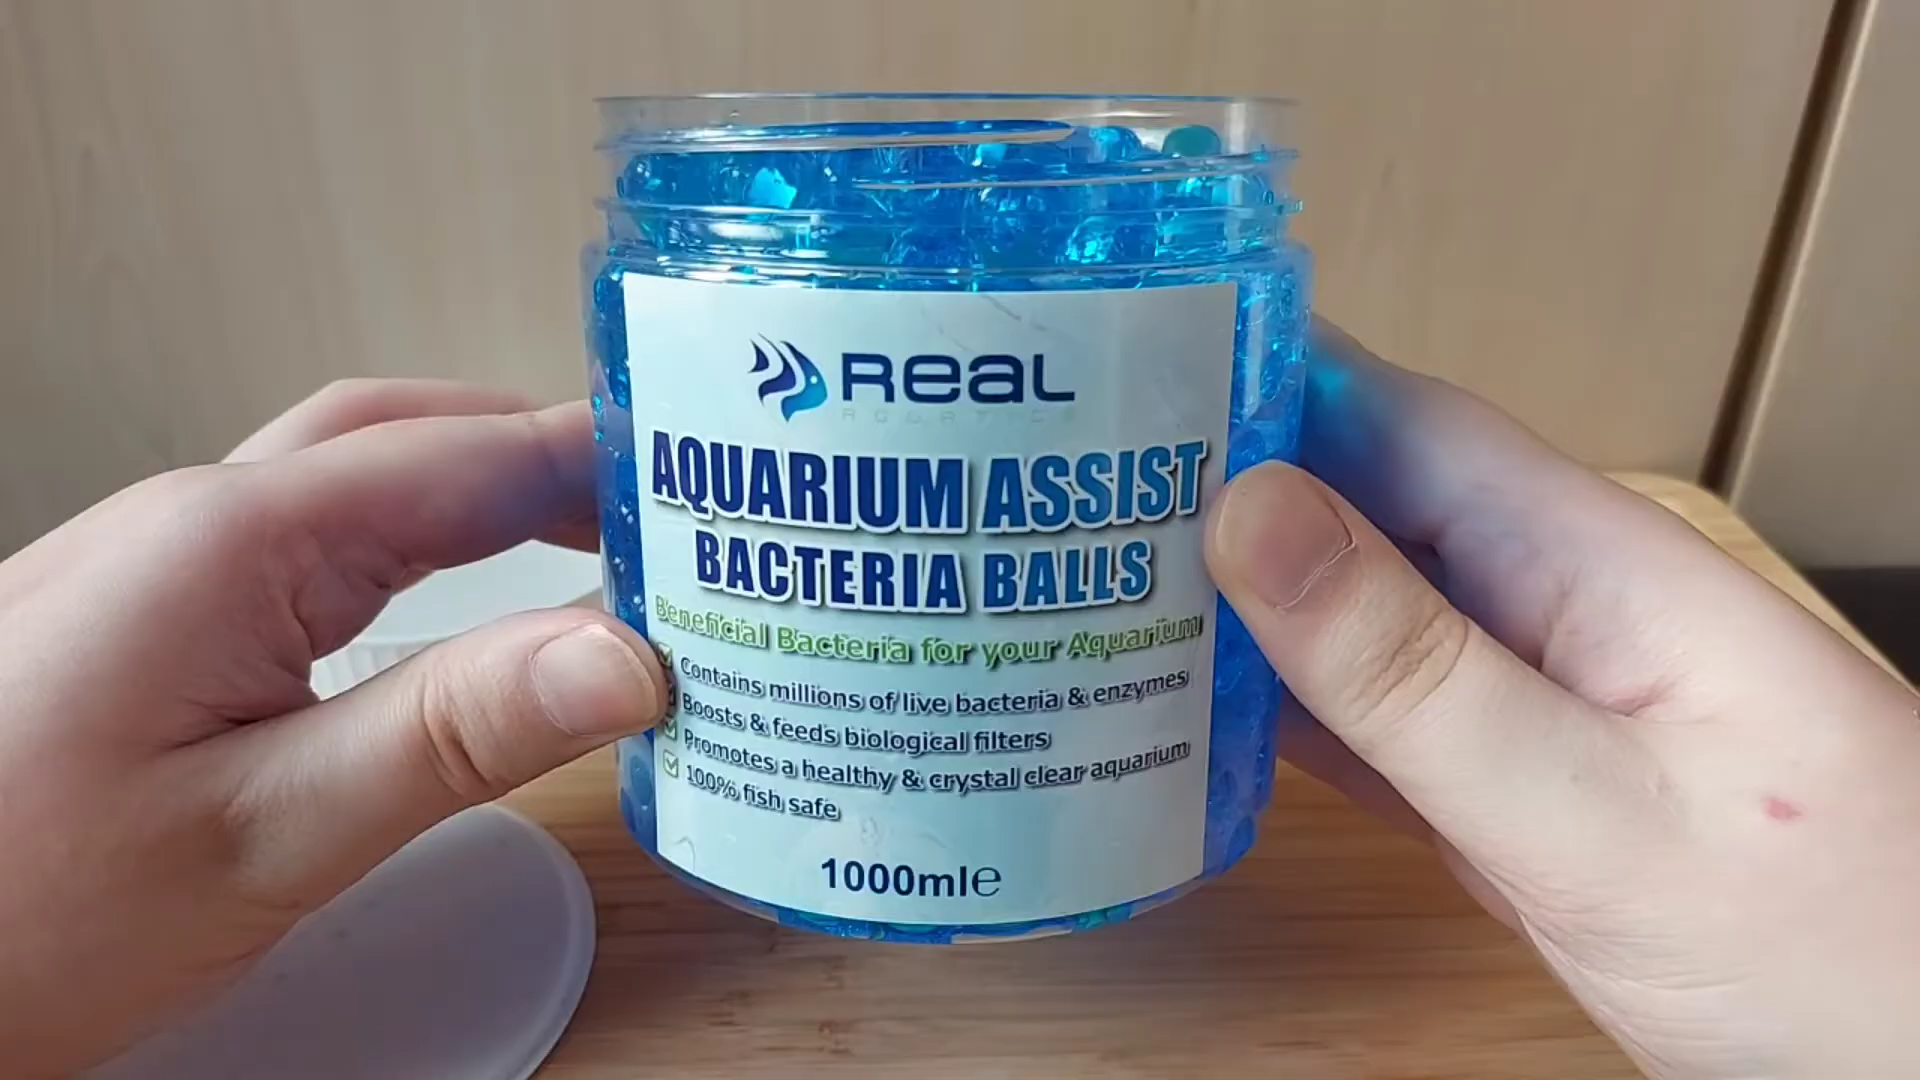 REAL
AQUATICS
AQUARIUM ASSIST
BACTERIA BALLS
Beneficial Bacteria for your Aquarium
Contains millions of live bacteria & enzymes
Boosts & feeds biological filters
Promotes a healthy & crystal clear aquarium
100% fish safe
1000ml℮